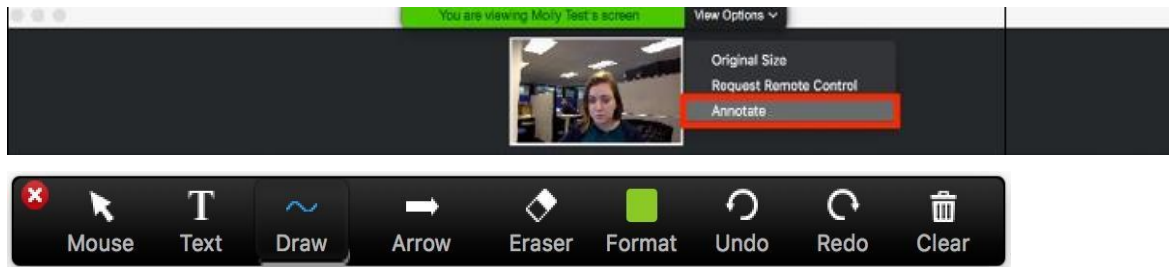 You are viewing Molly Test's screen View Options
Original Size
Request Remote Control
Annotate
Mouse Text Draw Arrow Eraser Format Undo Redo Clear